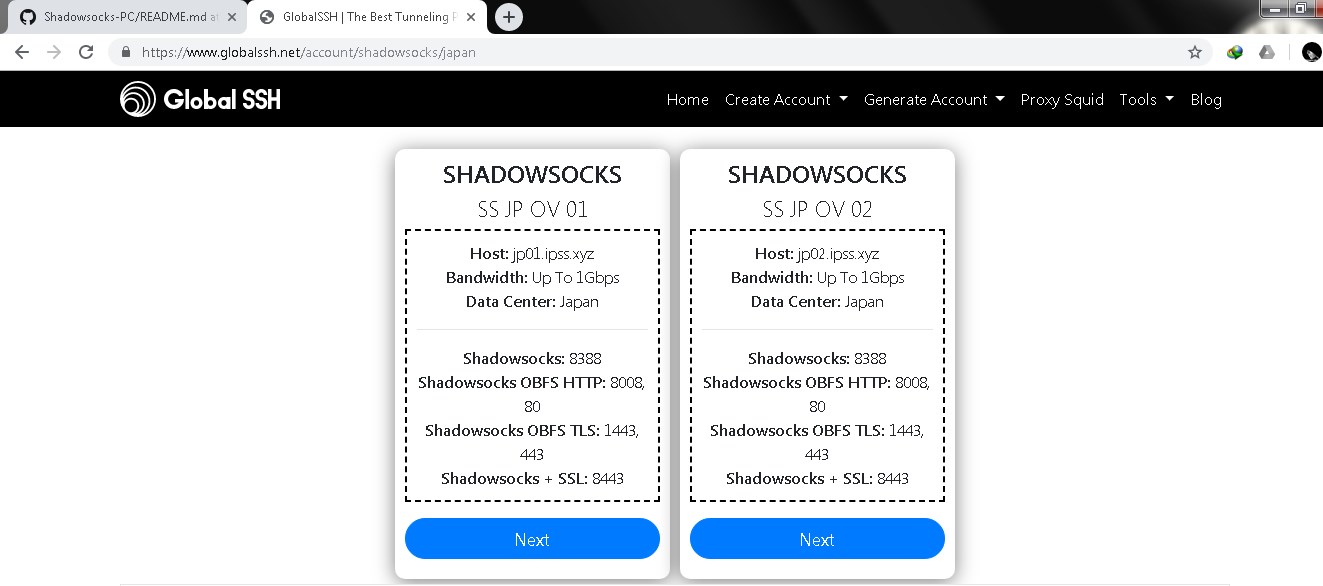 Shadowsocks-PC/README.md at
GlobalSSH | The Best Tunneling P
https://www.globalssh.net/account/shadowsocks/japan
Global SSH
Home Create Account Generate Account Proxy Squid Tools Blog
SHADOWSOCKS
SS JP OV 01
Host: jp01.ipss.xyz
Bandwidth: Up To 1Gbps
Data Center: Japan
Shadowsocks: 8388
Shadowsocks OBFS HTTP: 8008,
80
Shadowsocks OBFS TLS: 1443,
443
Shadowsocks + SSL: 8443
Next
SHADOWSOCKS
SS JP OV 02
Host: jp02.ipss.xyz
Bandwidth: Up To 1Gbps
Data Center: Japan
Shadowsocks: 8388
Shadowsocks OBFS HTTP: 8008,
80
Shadowsocks OBFS TLS: 1443,
443
Shadowsocks + SSL: 8443
Next